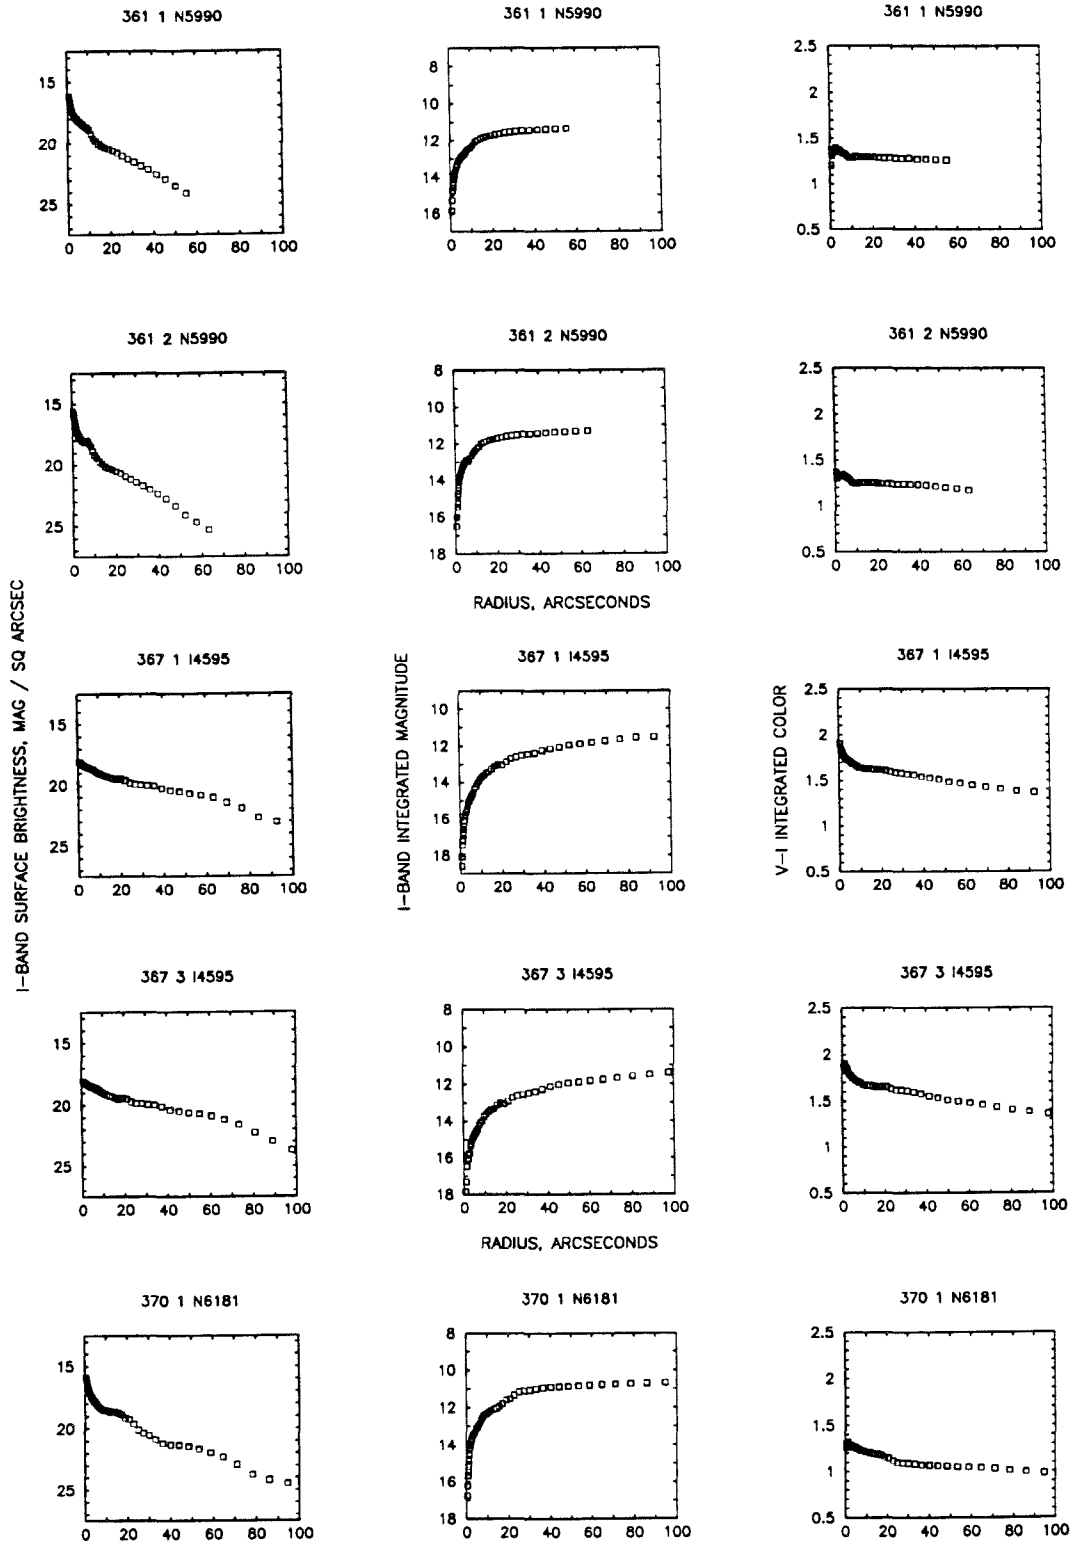 361 1 N5990
361 1 N5990
361 1 N5990
15
20
25
0 20 40 60 80 100
8
10
12
14
16
0 20 40 60 80 100
2.5
2
1.5
1
0.5
0 20 40 60 80 100
361 2 N5990
361 2 N5990
361 2 N5990
15
20
25
0 20 40 60 80 100
8
10
12
14
16
18
0 20 40 60 80 100
2.5
2
1.5
1
0.5
0 20 40 60 80 100
RADIUS, ARCSECONDS
I-BAND SURFACE BRIGHTNESS, MAG / SQ ARCSEC
I-BAND INTEGRATED MAGNITUDE
V-I INTEGRATED COLOR
367 1 I4595
367 1 I4595
367 1 I4595
15
20
25
0 20 40 60 80 100
10
12
14
16
18
0 20 40 60 80 100
2.5
2
1.5
1
0.5
0 20 40 60 80 100
367 3 I4595
367 3 I4595
367 3 I4595
15
20
25
0 20 40 60 80 100
8
10
12
14
16
18
0 20 40 60 80 100
2.5
2
1.5
1
0.5
0 20 40 60 80 100
RADIUS, ARCSECONDS
370 1 N6181
370 1 N6181
370 1 N6181
15
20
25
0 20 40 60 80 100
8
10
12
14
16
18
0 20 40 60 80 100
2.5
2
1.5
1
0.5
0 20 40 60 80 100